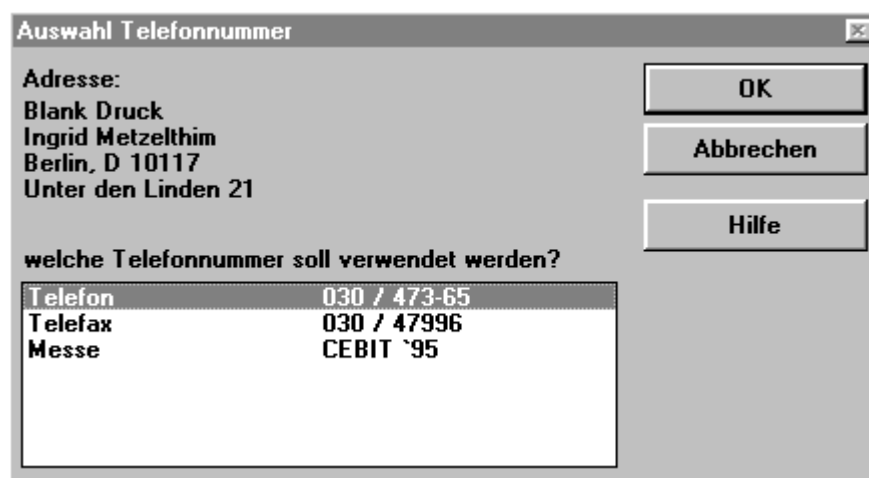 Auswahl Telefonnummer
Adresse:
Blank Druck
Ingrid Metzelthim
Berlin, D 10117
Unter den Linden 21
OK
Abbrechen
Hilfe
welche Telefonnummer soll verwendet werden?
Telefon 030 / 473-65
Telefax 030 / 47996
Messe CEBIT `95